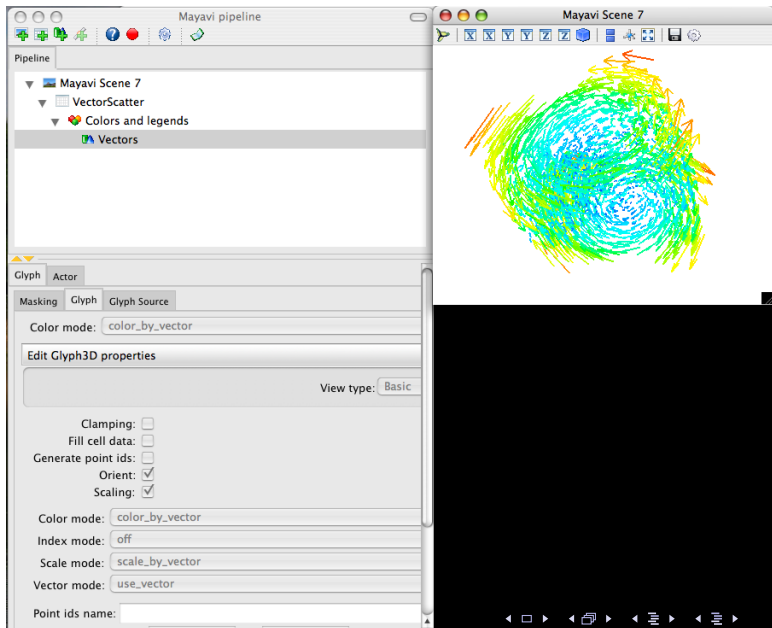 Mayavi pipeline
Pipeline
Mayavi Scene 7
VectorScatter
Colors and legends
Vectors
Glyph Actor
Masking Glyph Glyph Source
Color mode: color_by_vector
Edit Glyph3D properties
View type: Basic
Clamping:
Fill cell data:
Generate point ids:
Orient:
Scaling:
Color mode: color_by_vector
Index mode: off
Scale mode: scale_by_vector
Vector mode: use_vector
Point ids name:
Mayavi Scene 7
X X Y Y Z Z